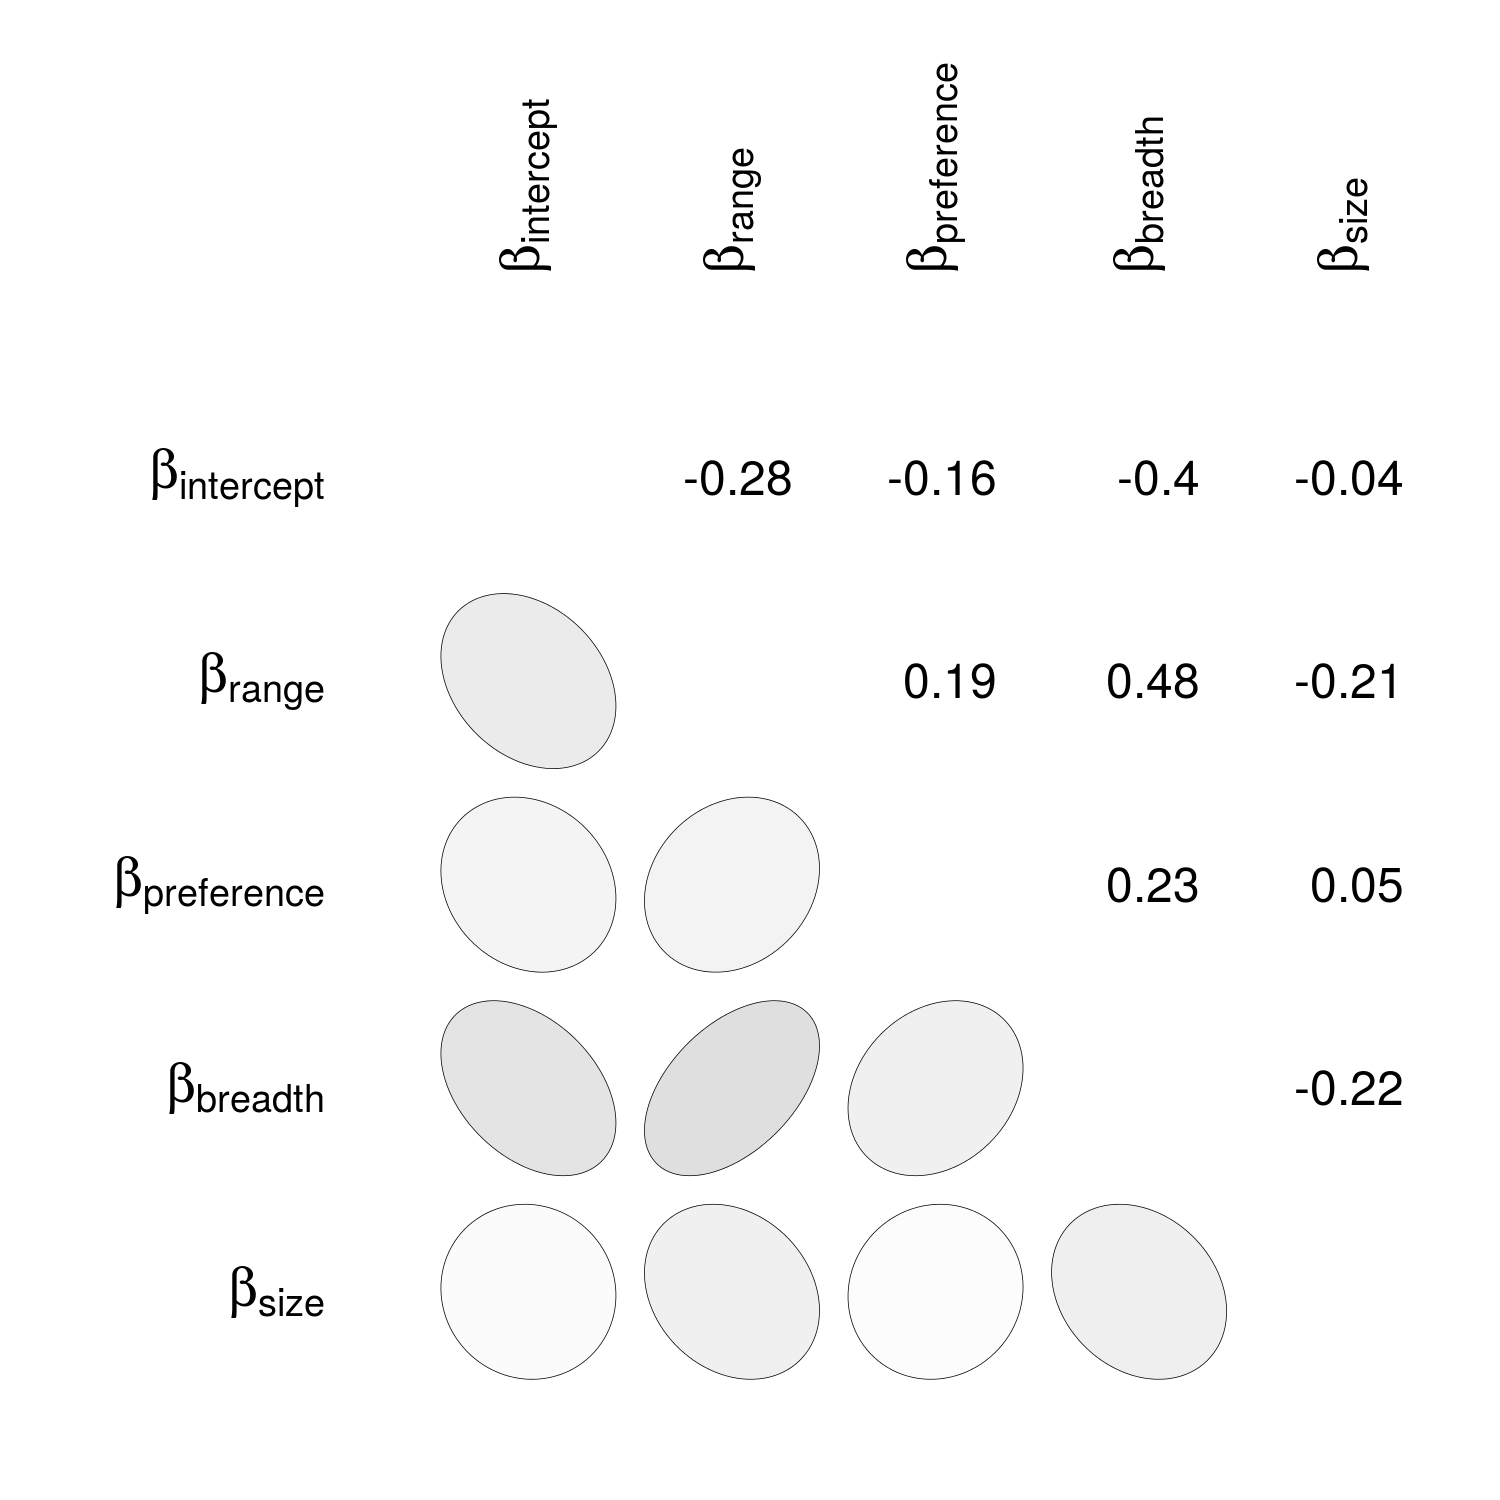 βintercept βrange βpreference βbreadth βsize
βintercept -0.28 -0.16 -0.4 -0.04
βrange 0.19 0.48 -0.21
βpreference 0.23 0.05
βbreadth -0.22
βsize